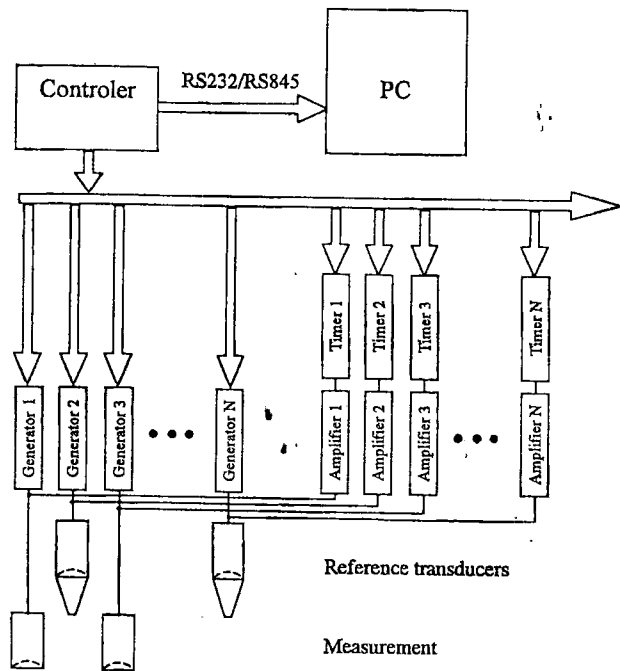 Controler
RS232/RS845
PC
Timer 1
Timer 2
Timer 3
Timer N
Generator 1
Generator 2
Generator 3
Generator N
Amplifier 1
Amplifier 2
Amplifier 3
Amplifier N
Reference transducers
Measurement